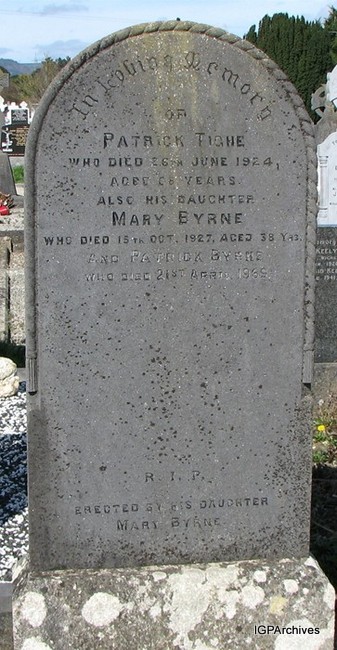 In Loving Memory
OF
PATRICK TIGHE
WHO DIED 26TH JUNE 1924,
AGED YEARS
ALSO HIS DAUGHTER
MARY BYRNE
WHO DIED 15TH OCT. 1927, AGED 38 YRS.
AND PATRICK BYRNE
WHO DIED 21ST APRIL
R.I.P.
ERECTED BY HIS DAUGHTER
MARY BYRNE
KEELY
IGPArchives